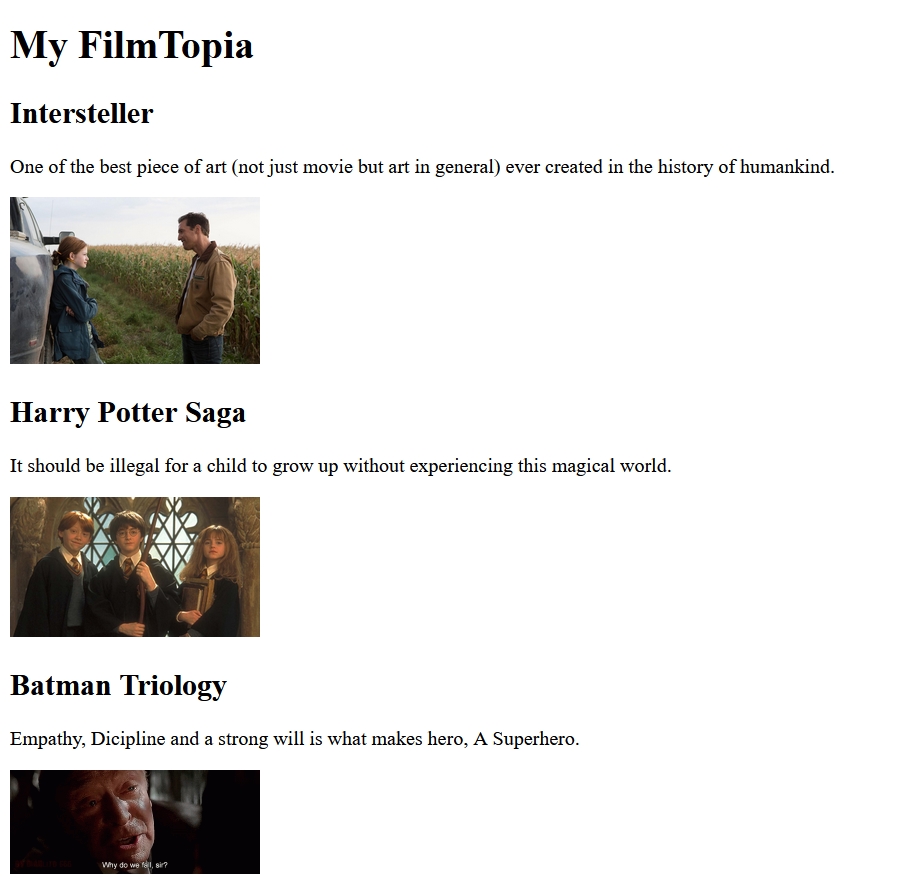 My FilmTopia
Intersteller
One of the best piece of art (not just movie but art in general) ever created in the history of humankind.
Harry Potter Saga
It should be illegal for a child to grow up without experiencing this magical world.
Batman Triology
Empathy, Dicipline and a strong will is what makes hero, A Superhero.
Why do we fall, sir?